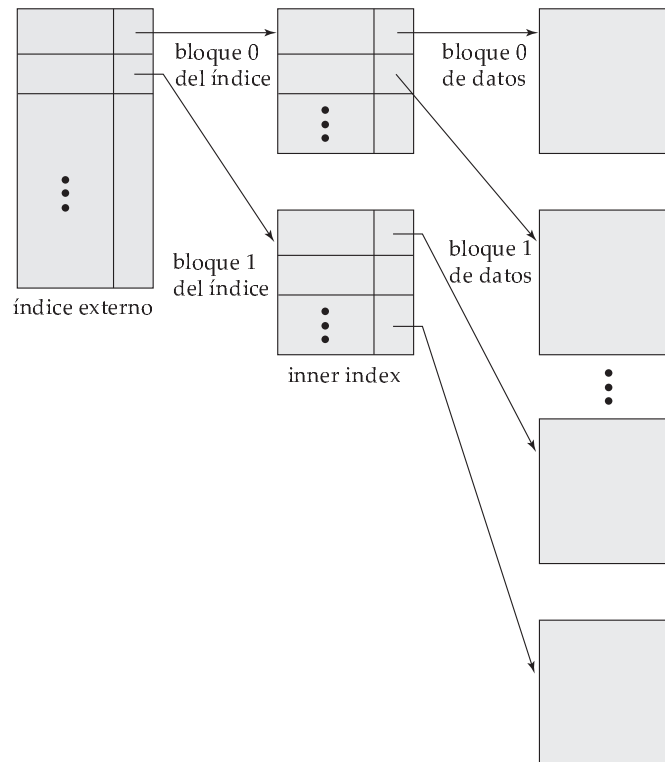 bloque 0
del índice
bloque 0
de datos
bloque 1
del índice
bloque 1
de datos
índice externo
inner index